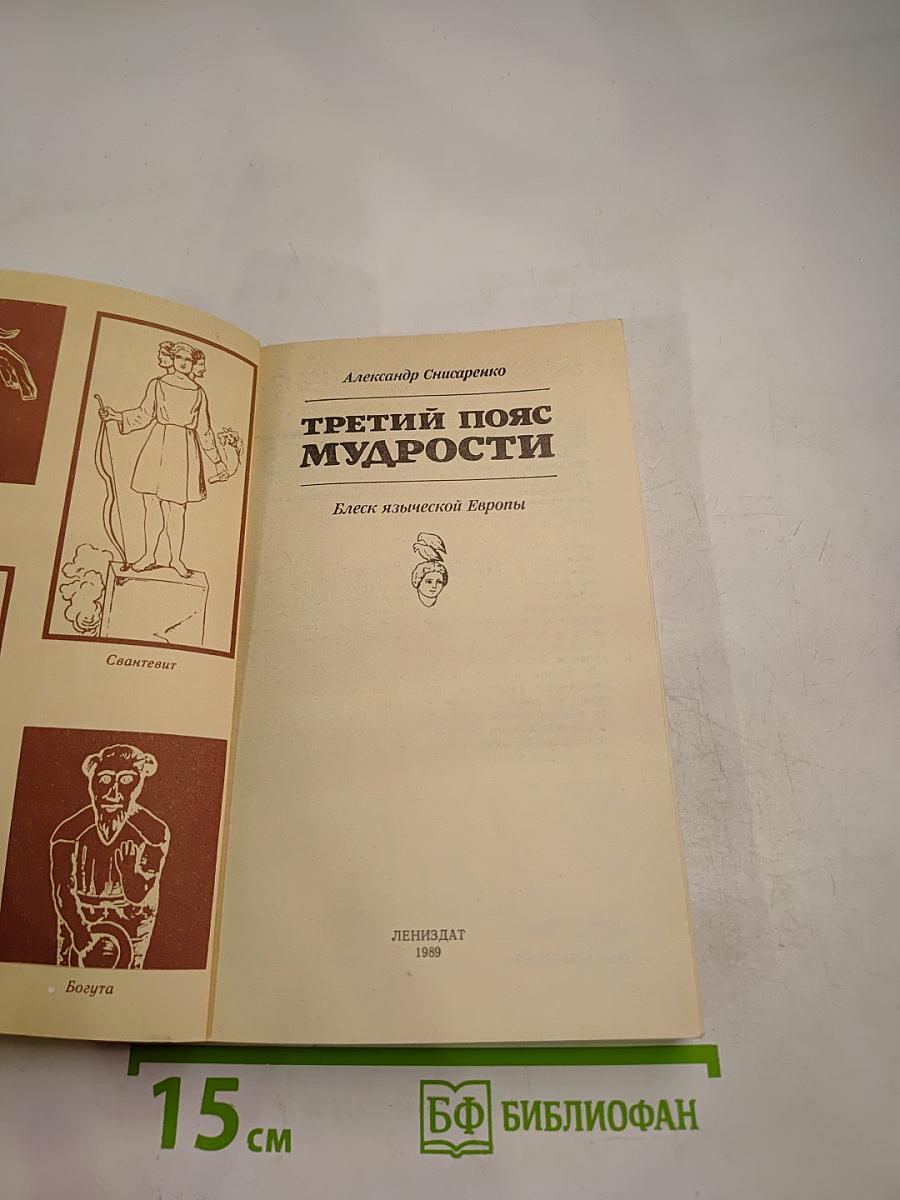 Свантевит
Богута
Александр Снисаренко
ТРЕТИЙ ПОЯС
МУДРОСТИ
Блеск языческой Европы
ЛЕНИЗДАТ
1989
15 см
БФ БИБЛИОФАН